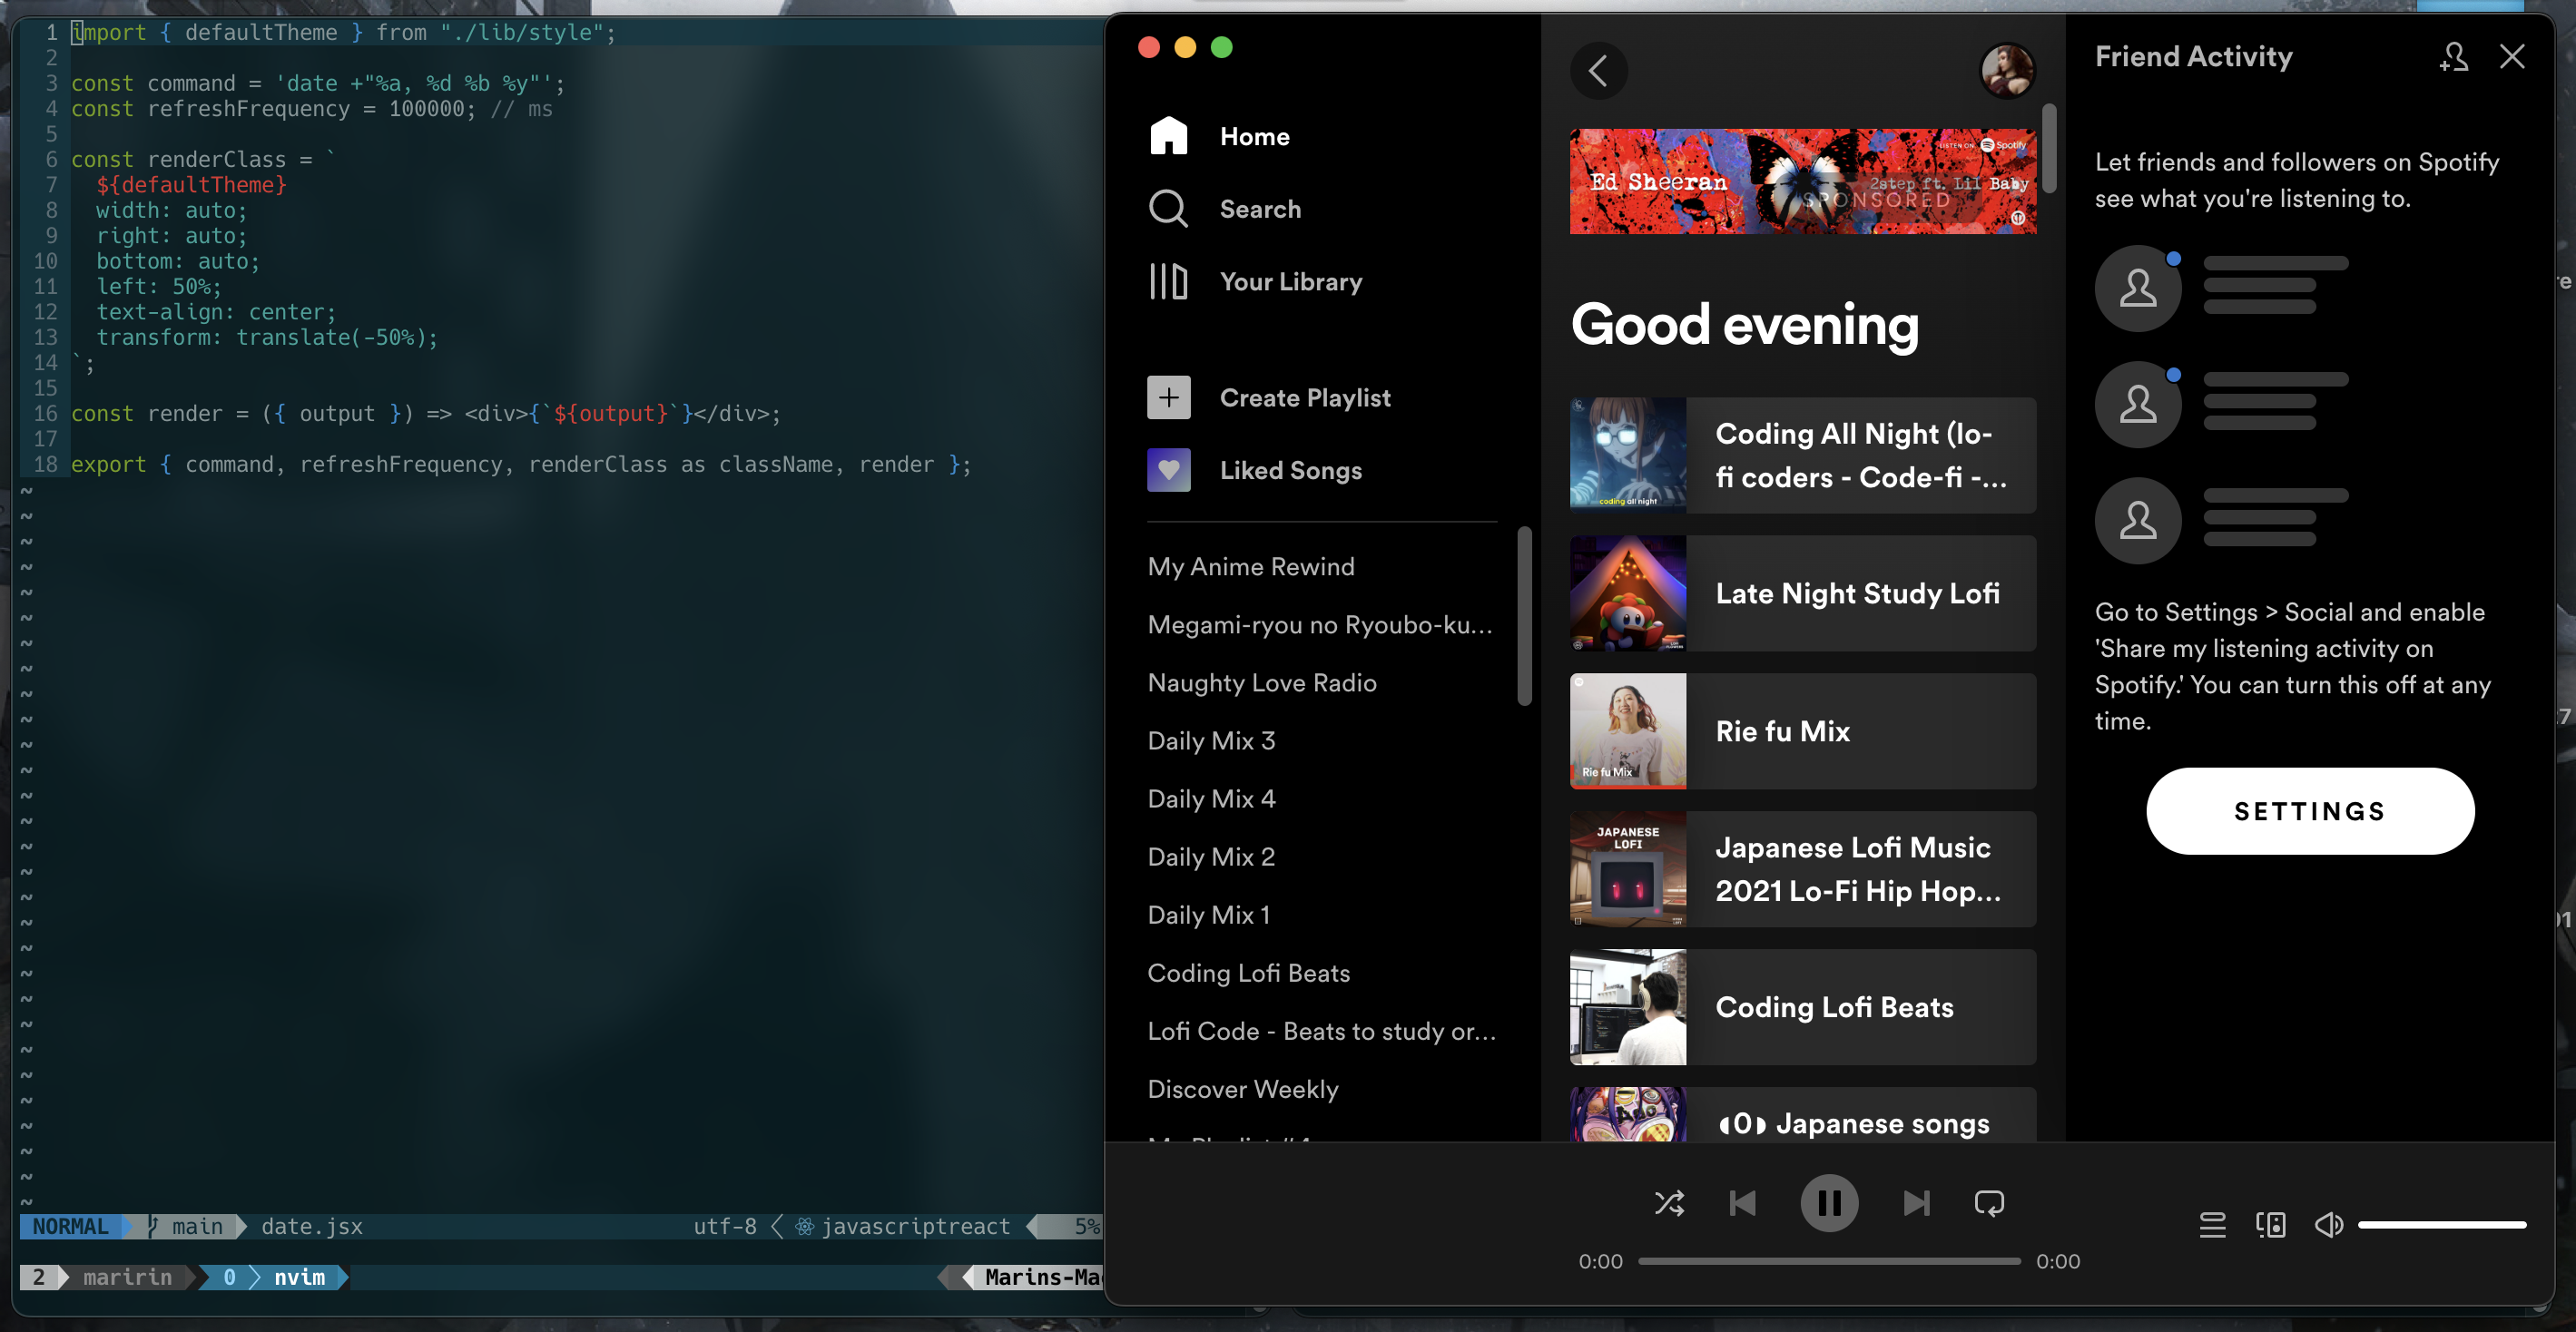 1 import { defaultTheme } from "./lib/style";
2
3 const command = 'date +"%a, %d %b %y"';
4 const refreshFrequency = 100000; // ms
5
6 const renderClass = `
7 ${defaultTheme}
8 width: auto;
9 right: auto;
10 bottom: auto;
11 left: 50%;
12 text-align: center;
13 transform: translate(-50%);
14 `;
15
16 const render = ({ output }) => <div>{`${output}`}</div>;
17
18 export { command, refreshFrequency, renderClass as className, render };
NORMAL main date.jsx utf-8 javascriptreact 5%
2 maririn 0 nvim Marins-Ma
Home
Search
Your Library
Create Playlist
Liked Songs
My Anime Rewind
Megami-ryou no Ryoubo-ku...
Naughty Love Radio
Daily Mix 3
Daily Mix 4
Daily Mix 2
Daily Mix 1
Coding Lofi Beats
Lofi Code - Beats to study or...
Discover Weekly
LISTEN ON Spotify
Ed Sheeran
2step ft. Lil Baby
SPONSORED
Good evening
coding all night
Coding All Night (lo-
fi coders - Code-fi -...
Late Night Study Lofi
Rie fu Mix
Rie fu Mix
JAPANESE
LOFI
Japanese Lofi Music
2021 Lo-Fi Hip Hop...
Coding Lofi Beats
◖0◗ Japanese songs
0:00 0:00
Friend Activity
Let friends and followers on Spotify
see what you're listening to.
Go to Settings > Social and enable
'Share my listening activity on
Spotify.' You can turn this off at any
time.
SETTINGS